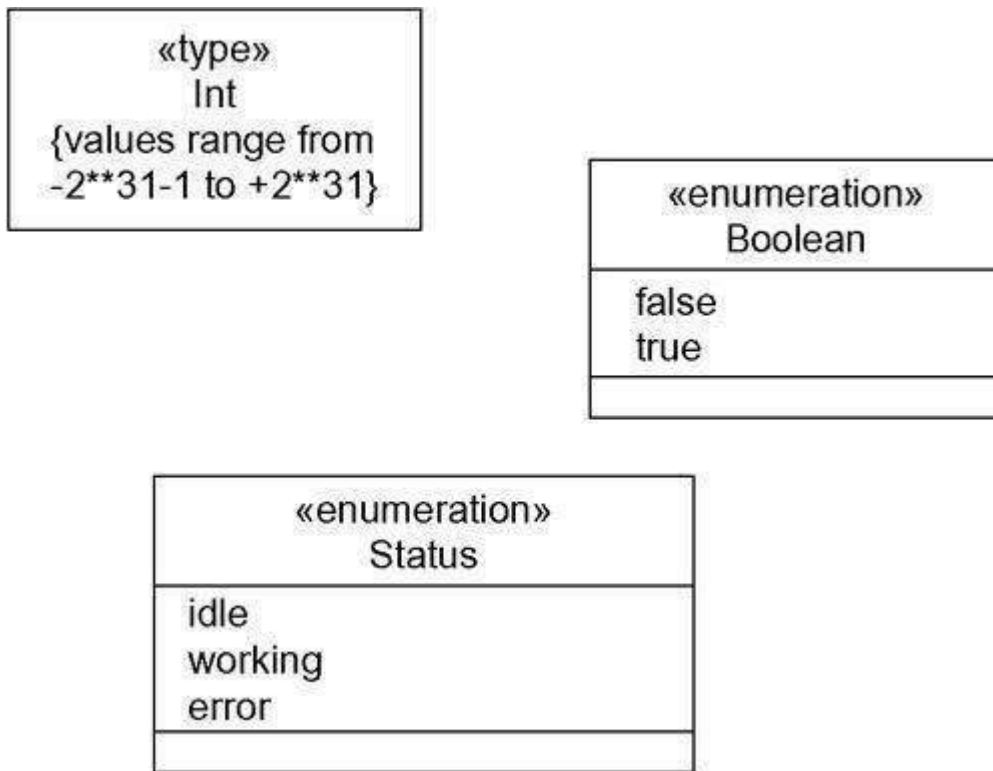 «type»
Int
{values range from
-2**31-1 to +2**31}
«enumeration»
Boolean
false
true
«enumeration»
Status
idle
working
error